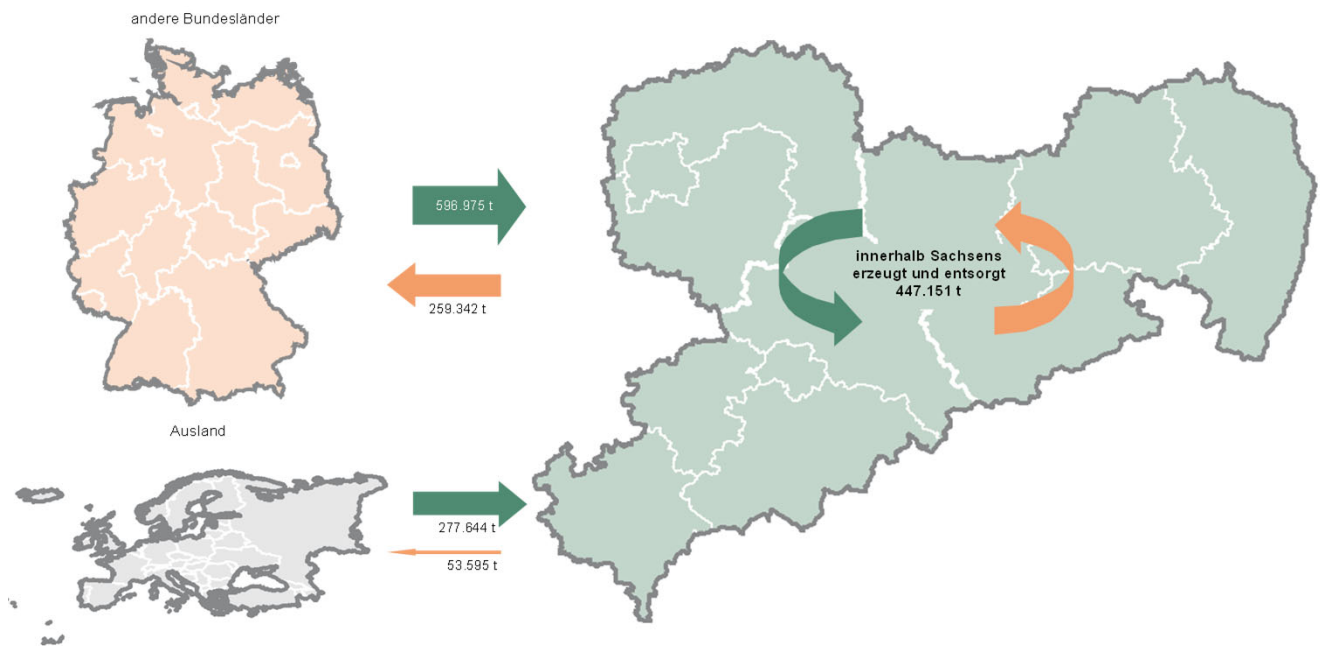 andere Bundesländer
596.975 t
259.342 t
innerhalb Sachsens
erzeugt und entsorgt
447.151 t
Ausland
277.644 t
53.595 t